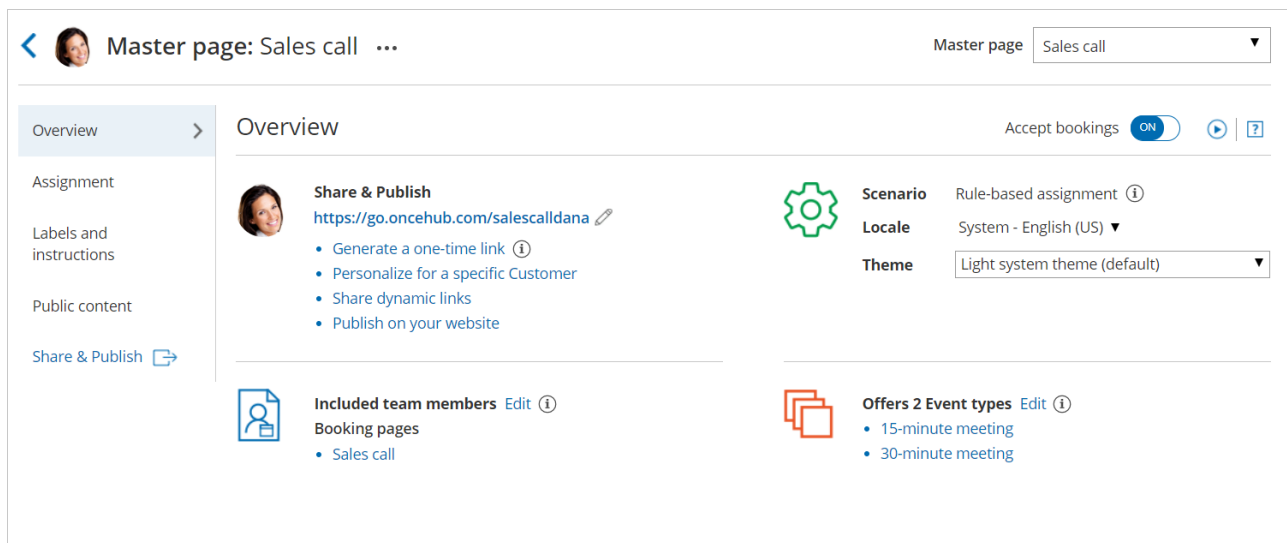 Master page: Sales call ...
Master page Sales call
Overview
Assignment
Labels and
instructions
Public content
Share & Publish
Overview
Accept bookings ON
?
Share & Publish
https://go.oncehub.com/salescalldana
• Generate a one-time link i
• Personalize for a specific Customer
• Share dynamic links
• Publish on your website
Scenario Rule-based assignment i
Locale System - English (US)
Theme Light system theme (default)
Included team members Edit i
Booking pages
• Sales call
Offers 2 Event types Edit i
• 15-minute meeting
• 30-minute meeting